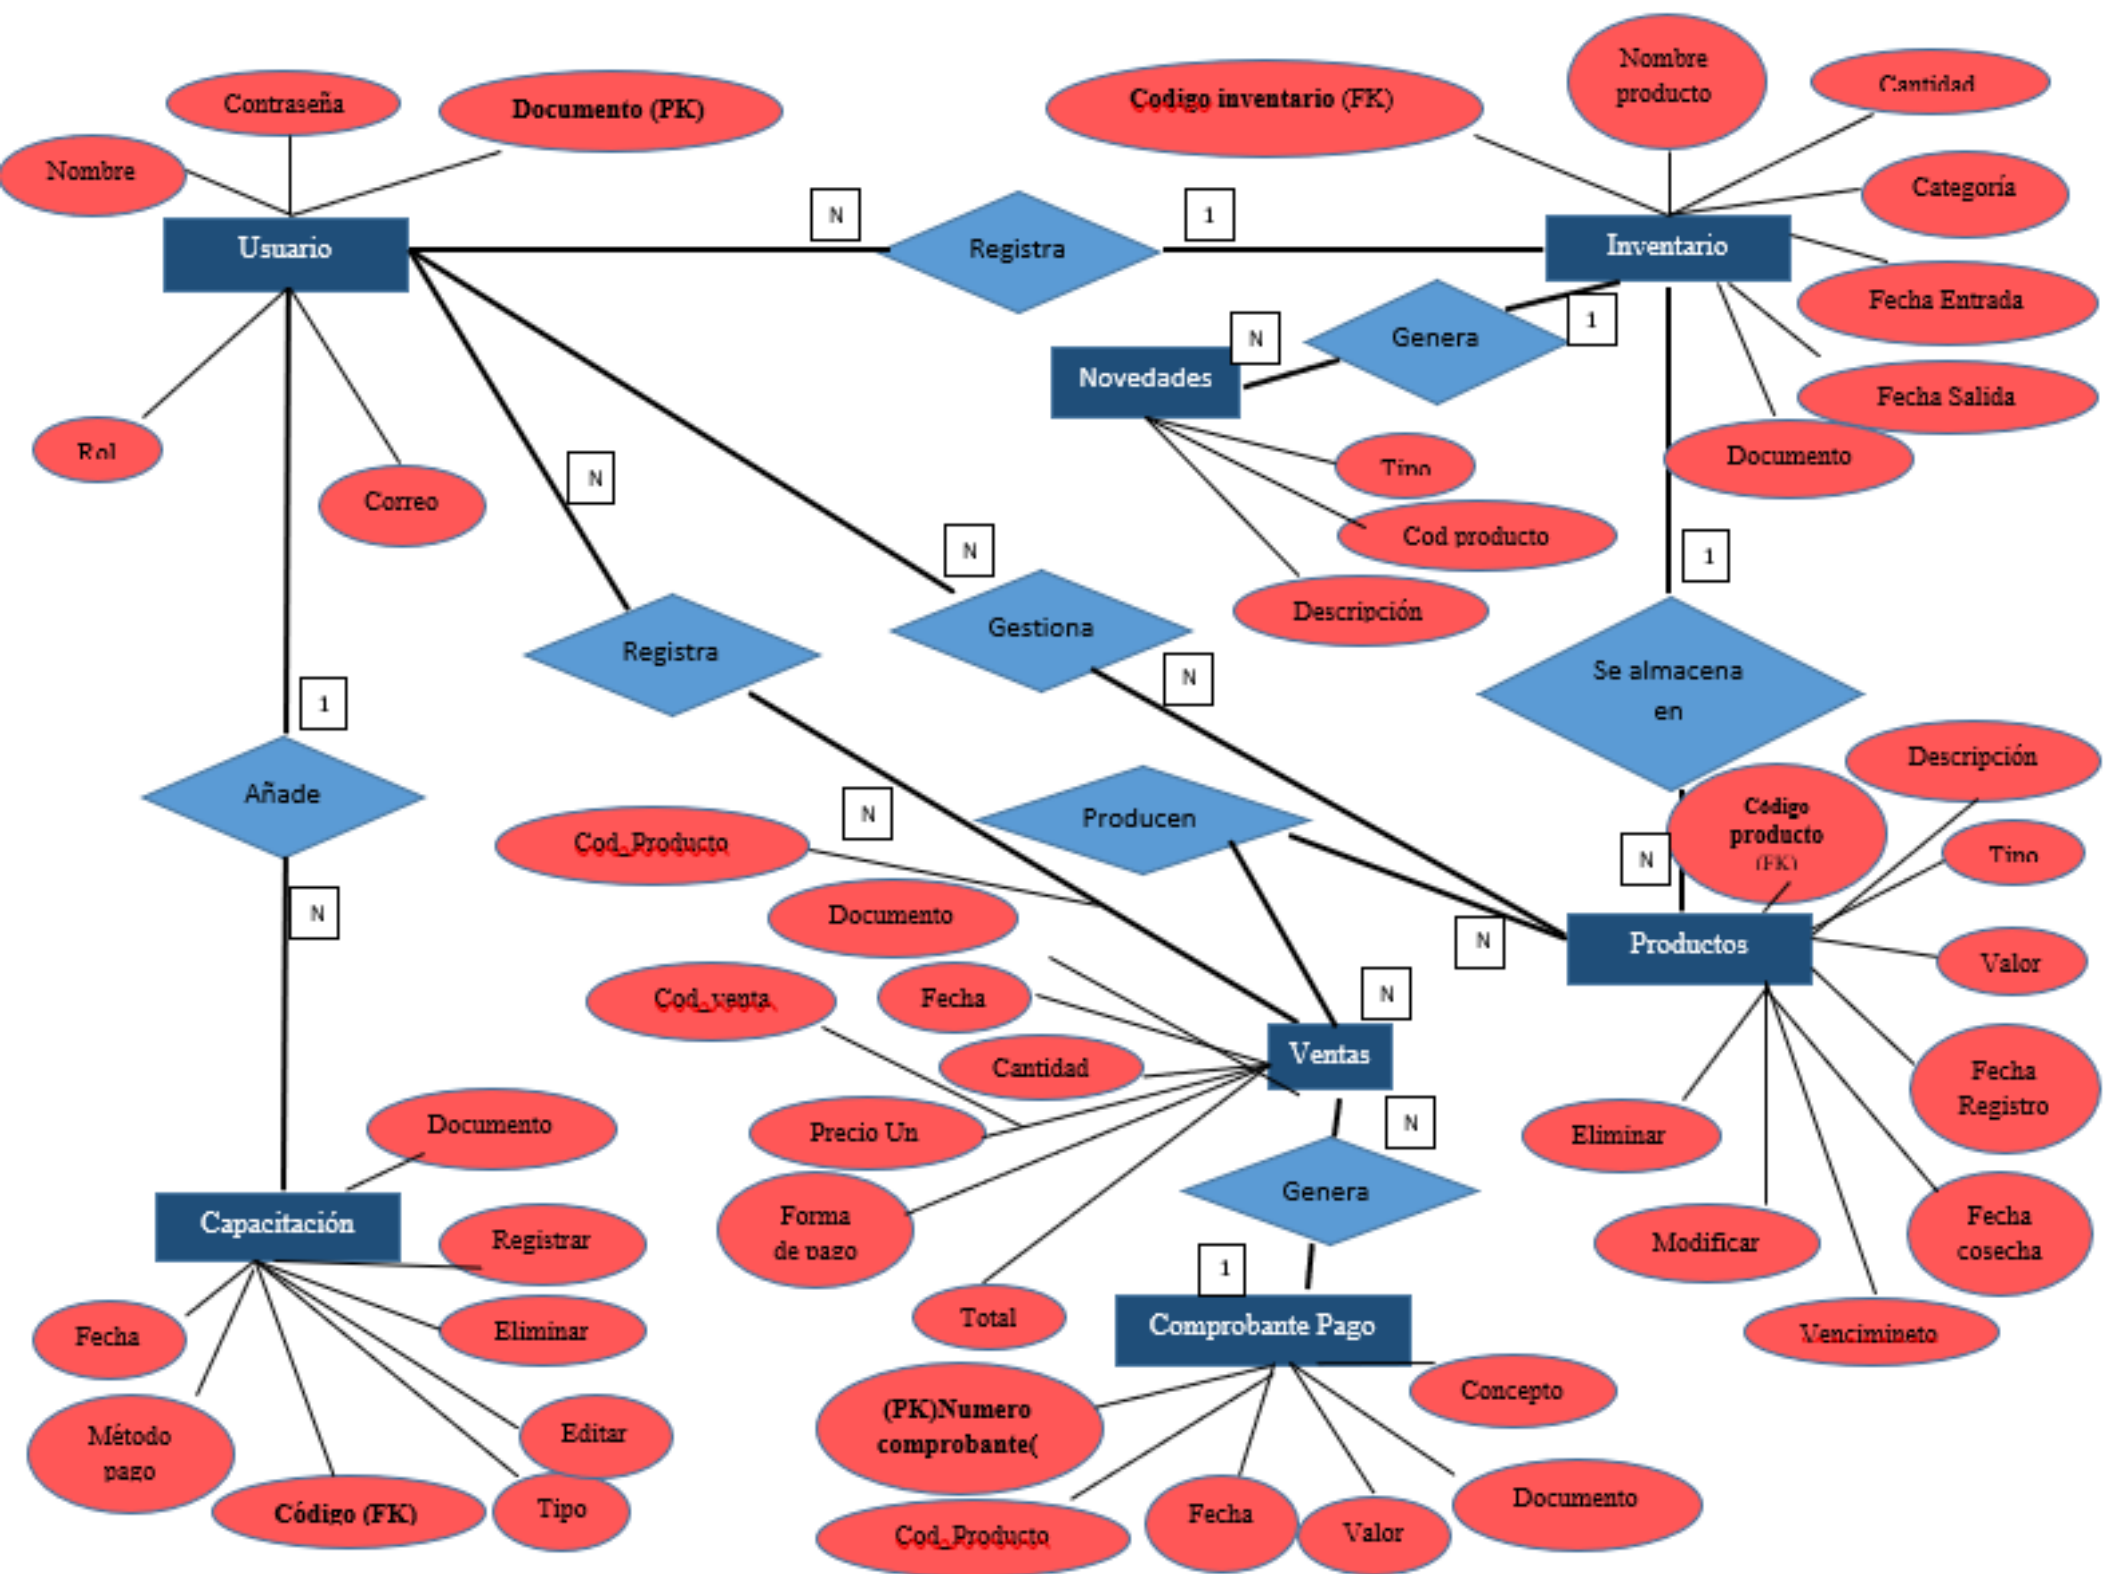 Nombre
producto
Contraseña
Documento (PK)
Codigo inventario (FK)
Cantidad
Nombre
Categoría
N
1
Usuario
Registra
Inventario
Fecha Entrada
Genera
1
N
Novedades
Fecha Salida
Rol
Documento
Tipo
N
Correo
Cod producto
N
1
Descripción
Gestiona
Registra
N
Se almacena
en
1
Descripción
Añade
Código
producto
(FK)
N
Producen
Cod_Producto
Tipo
N
N
Documento
N
Productos
Valor
Cod_venta
Fecha
N
Ventas
Cantidad
Fecha
Registro
Documento
Precio Un
N
Eliminar
Genera
Capacitación
Registrar
Forma
de pago
Modificar
Fecha
cosecha
1
Fecha
Eliminar
Total
Comprobante Pago
Vencimineto
Concepto
Método
pago
Editar
(PK)Numero
comprobante(
Código (FK)
Tipo
Cod_Producto
Fecha
Valor
Documento